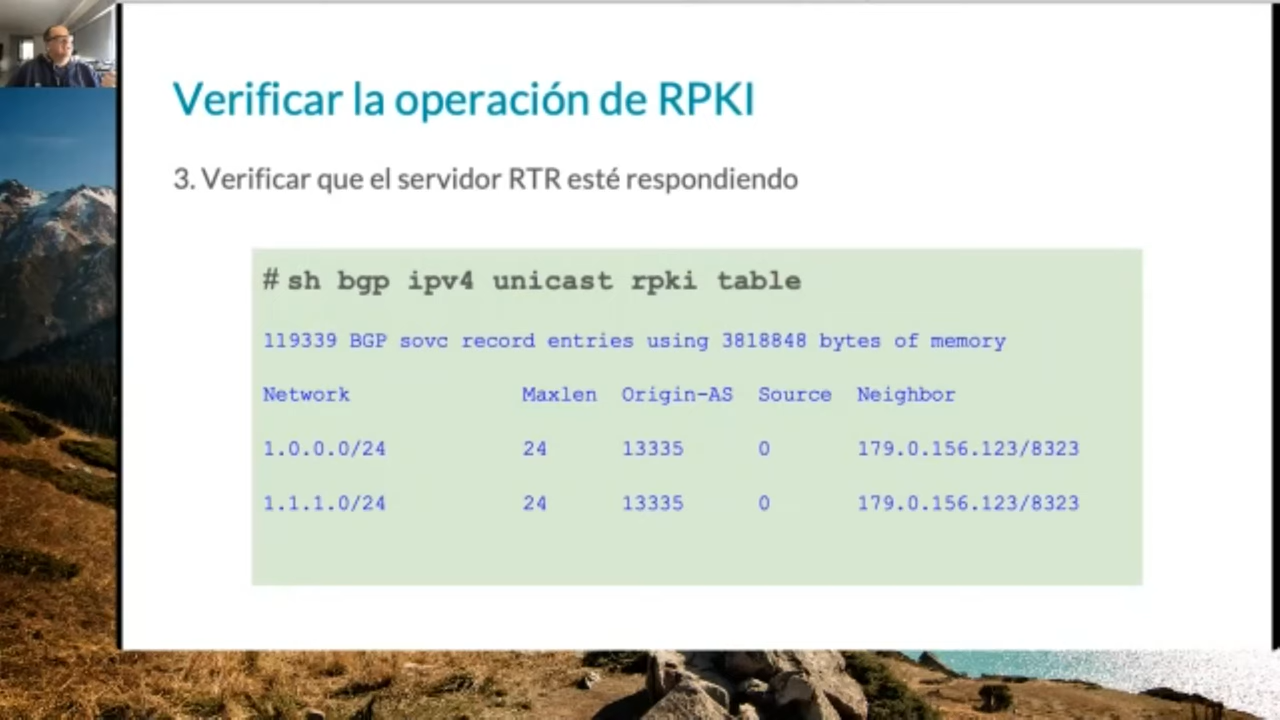 Verificar la operación de RPKI
3. Verificar que el servidor RTR esté respondiendo
# sh bgp ipv4 unicast rpki table
119339 BGP sovc record entries using 3818848 bytes of memory
Network Maxlen Origin-AS Source Neighbor
1.0.0.0/24 24 13335 0 179.0.156.123/8323
1.1.1.0/24 24 13335 0 179.0.156.123/8323